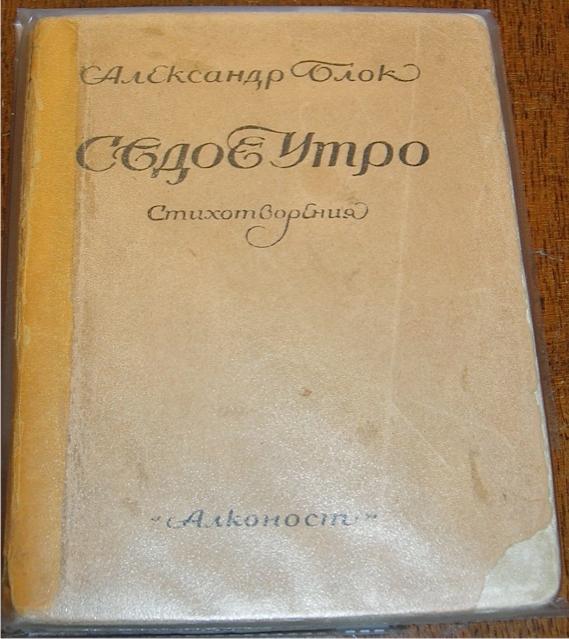 Александр Блок
Седое Утро
Стихотворения
"Алконост"